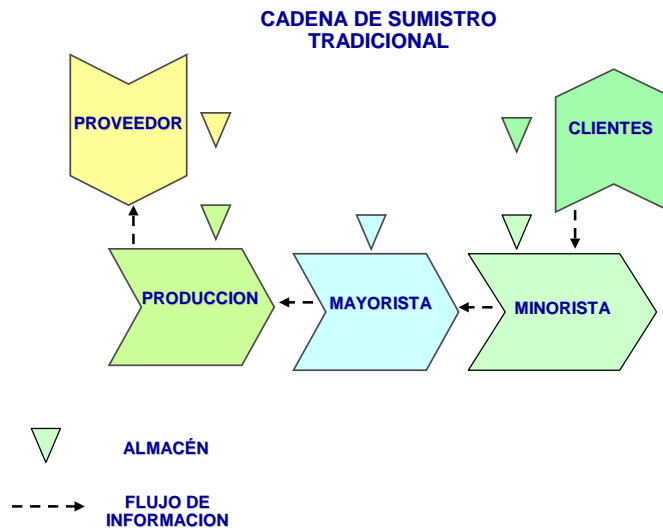 CADENA DE SUMISTRO
TRADICIONAL
PROVEEDOR
CLIENTES
PRODUCCION
MAYORISTA
MINORISTA
ALMACÉN
FLUJO DE
INFORMACION